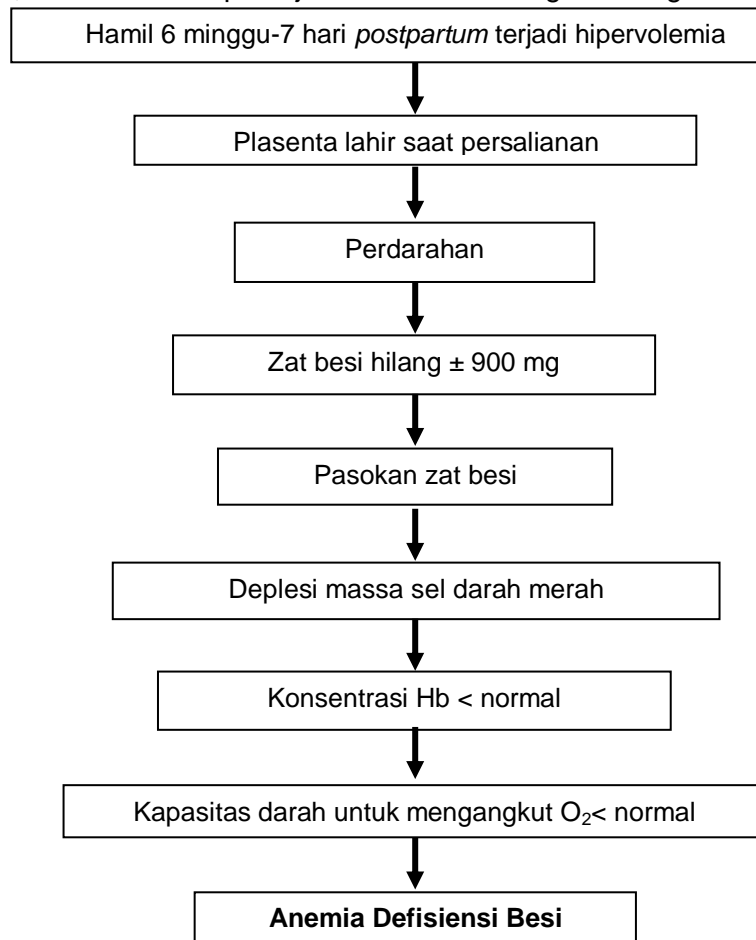 Hamil 6 minggu-7 hari postpartum terjadi hipervolemia
Plasenta lahir saat persalianan
Perdarahan
Zat besi hilang ± 900 mg
Pasokan zat besi
Deplesi massa sel darah merah
Konsentrasi Hb < normal
Kapasitas darah untuk mengangkut O₂< normal
Anemia Defisiensi Besi